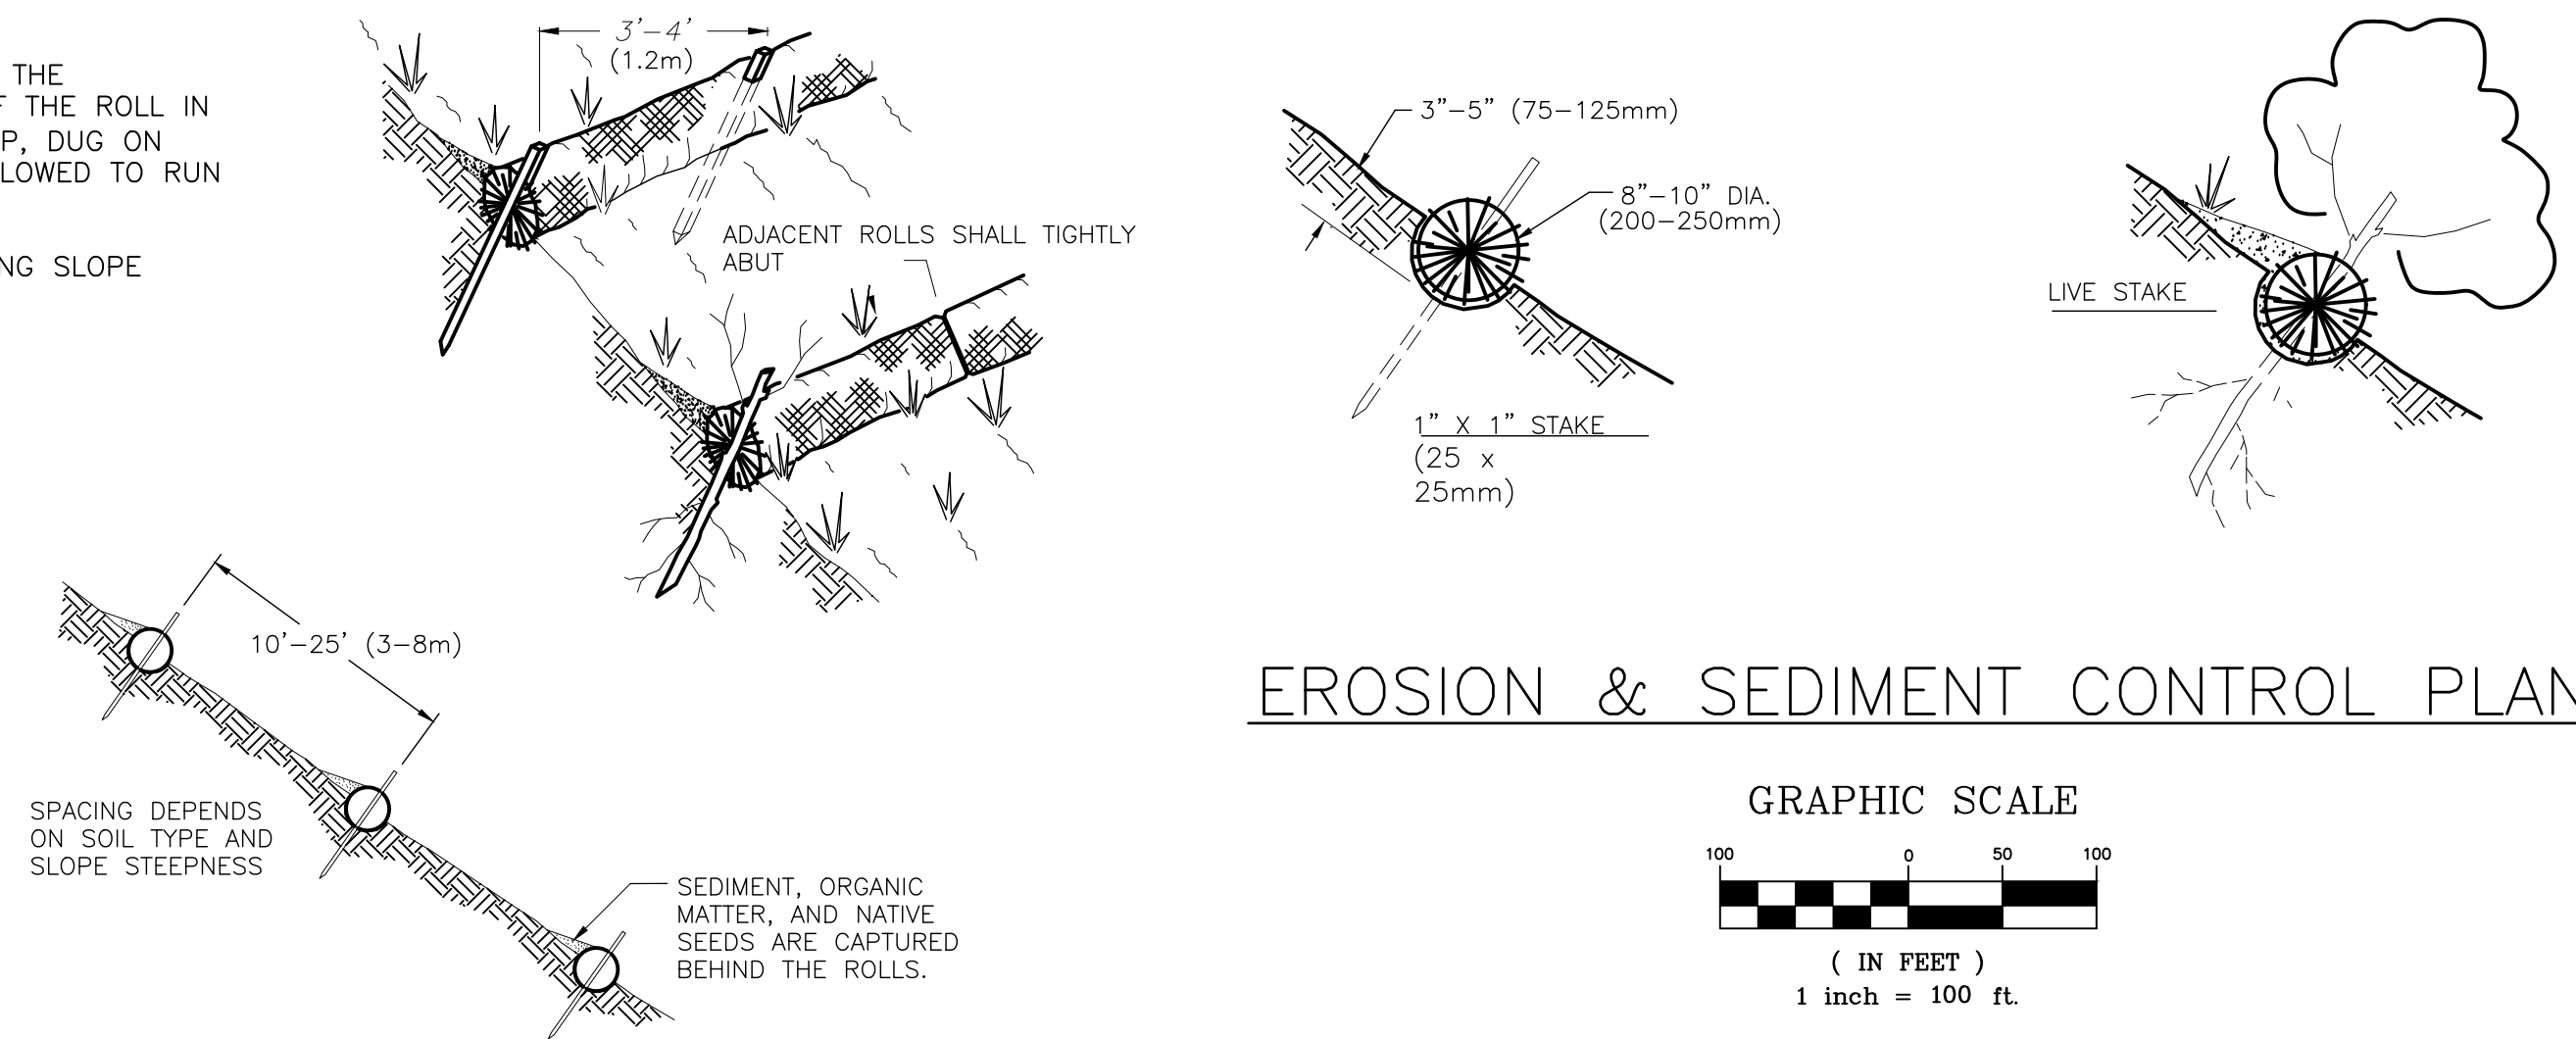 THE
F THE ROLL IN
P, DUG ON
LOWED TO RUN
NG SLOPE
3'-4'
(1.2m)
ADJACENT ROLLS SHALL TIGHTLY
ABUT
3"-5" (75-125mm)
8"-10" DIA.
(200-250mm)
1" X 1" STAKE
(25 x
25mm)
LIVE STAKE
10'-25' (3-8m)
SPACING DEPENDS
ON SOIL TYPE AND
SLOPE STEEPNESS
SEDIMENT, ORGANIC
MATTER, AND NATIVE
SEEDS ARE CAPTURED
BEHIND THE ROLLS.
EROSION & SEDIMENT CONTROL PLAN
GRAPHIC SCALE
100 0 50 100
( IN FEET )
1 inch = 100 ft.